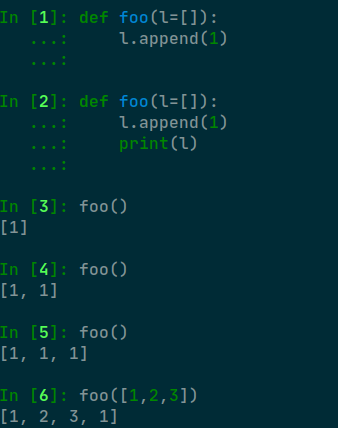 In [1]: def foo(l=[]):
   ...:     l.append(1)
   ...:
In [2]: def foo(l=[]):
   ...:     l.append(1)
   ...:     print(l)
   ...:
In [3]: foo()
[1]
In [4]: foo()
[1, 1]
In [5]: foo()
[1, 1, 1]
In [6]: foo([1,2,3])
[1, 2, 3, 1]